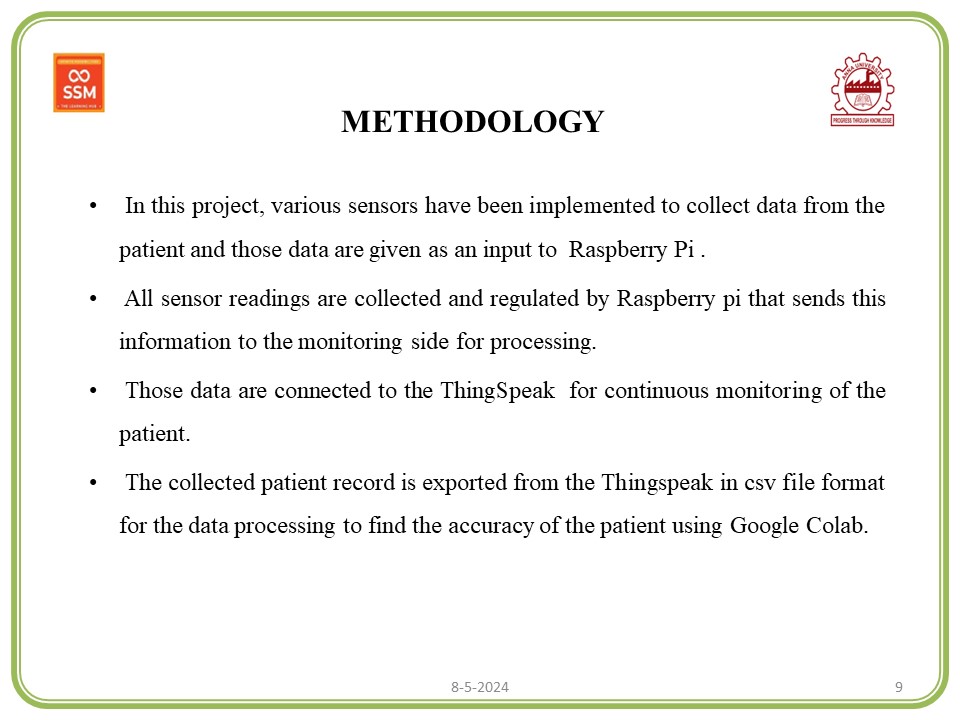 SSM
THE LEARNING HUB
ANNA UNIVERSITY
PROGRESS THROUGH KNOWLEDGE
METHODOLOGY
• In this project, various sensors have been implemented to collect data from the
patient and those data are given as an input to Raspberry Pi .
• All sensor readings are collected and regulated by Raspberry pi that sends this
information to the monitoring side for processing.
• Those data are connected to the ThingSpeak for continuous monitoring of the
patient.
• The collected patient record is exported from the Thingspeak in csv file format
for the data processing to find the accuracy of the patient using Google Colab.
8-5-2024
9